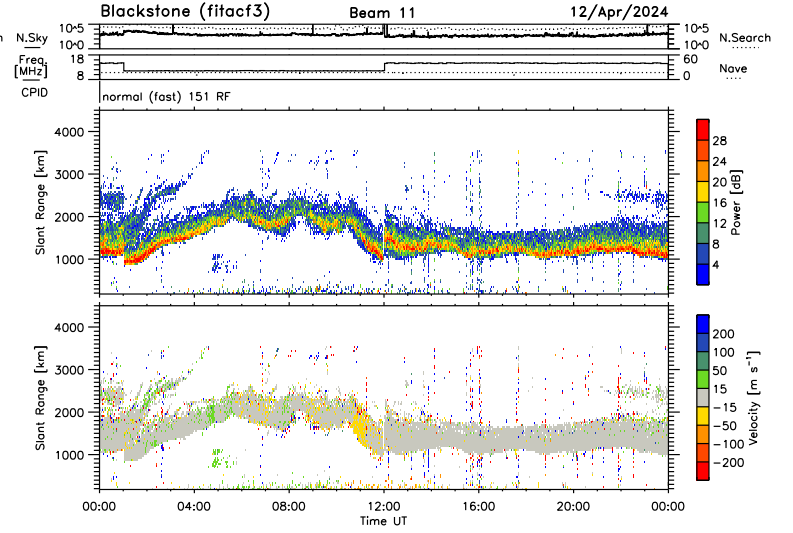 Blackstone (fitacf3) Beam 11 12/Apr/2024
n N.Sky 10^5 10^0 10^5 10^0 N.Search
Freq. [MHz] 18 8 60 0 Nave
CPID normal (fast) 151 RF
Slant Range [km]
4000
3000
2000
1000
28
24
20
16
12
8
4
Power [dB]
Slant Range [km]
4000
3000
2000
1000
200
100
50
15
−15
−50
−100
−200
Velocity [m s⁻¹]
00:00 04:00 08:00 12:00 16:00 20:00 00:00
Time UT